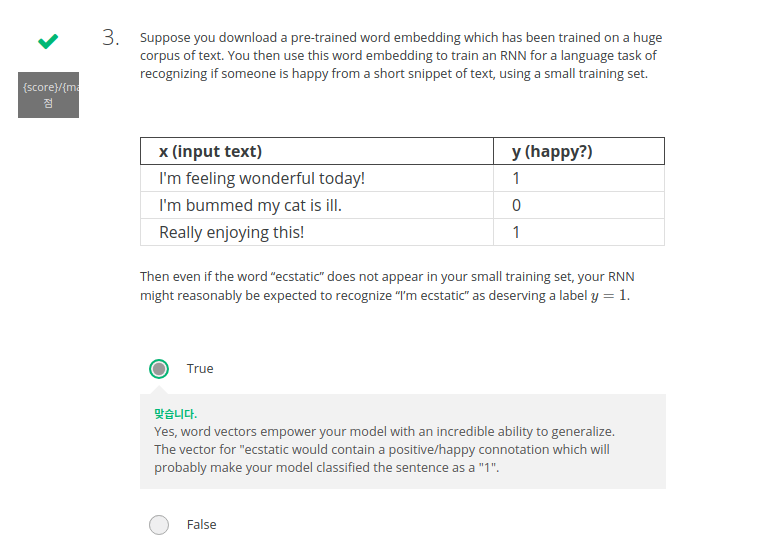 3.
Suppose you download a pre-trained word embedding which has been trained on a huge
corpus of text. You then use this word embedding to train an RNN for a language task of
recognizing if someone is happy from a short snippet of text, using a small training set.
{score}/{ma
점
x (input text) y (happy?)
I'm feeling wonderful today! 1
I'm bummed my cat is ill. 0
Really enjoying this! 1
Then even if the word “ecstatic” does not appear in your small training set, your RNN
might reasonably be expected to recognize “I’m ecstatic” as deserving a label y = 1.
True
맞습니다.
Yes, word vectors empower your model with an incredible ability to generalize.
The vector for "ecstatic would contain a positive/happy connotation which will
probably make your model classified the sentence as a "1".
False